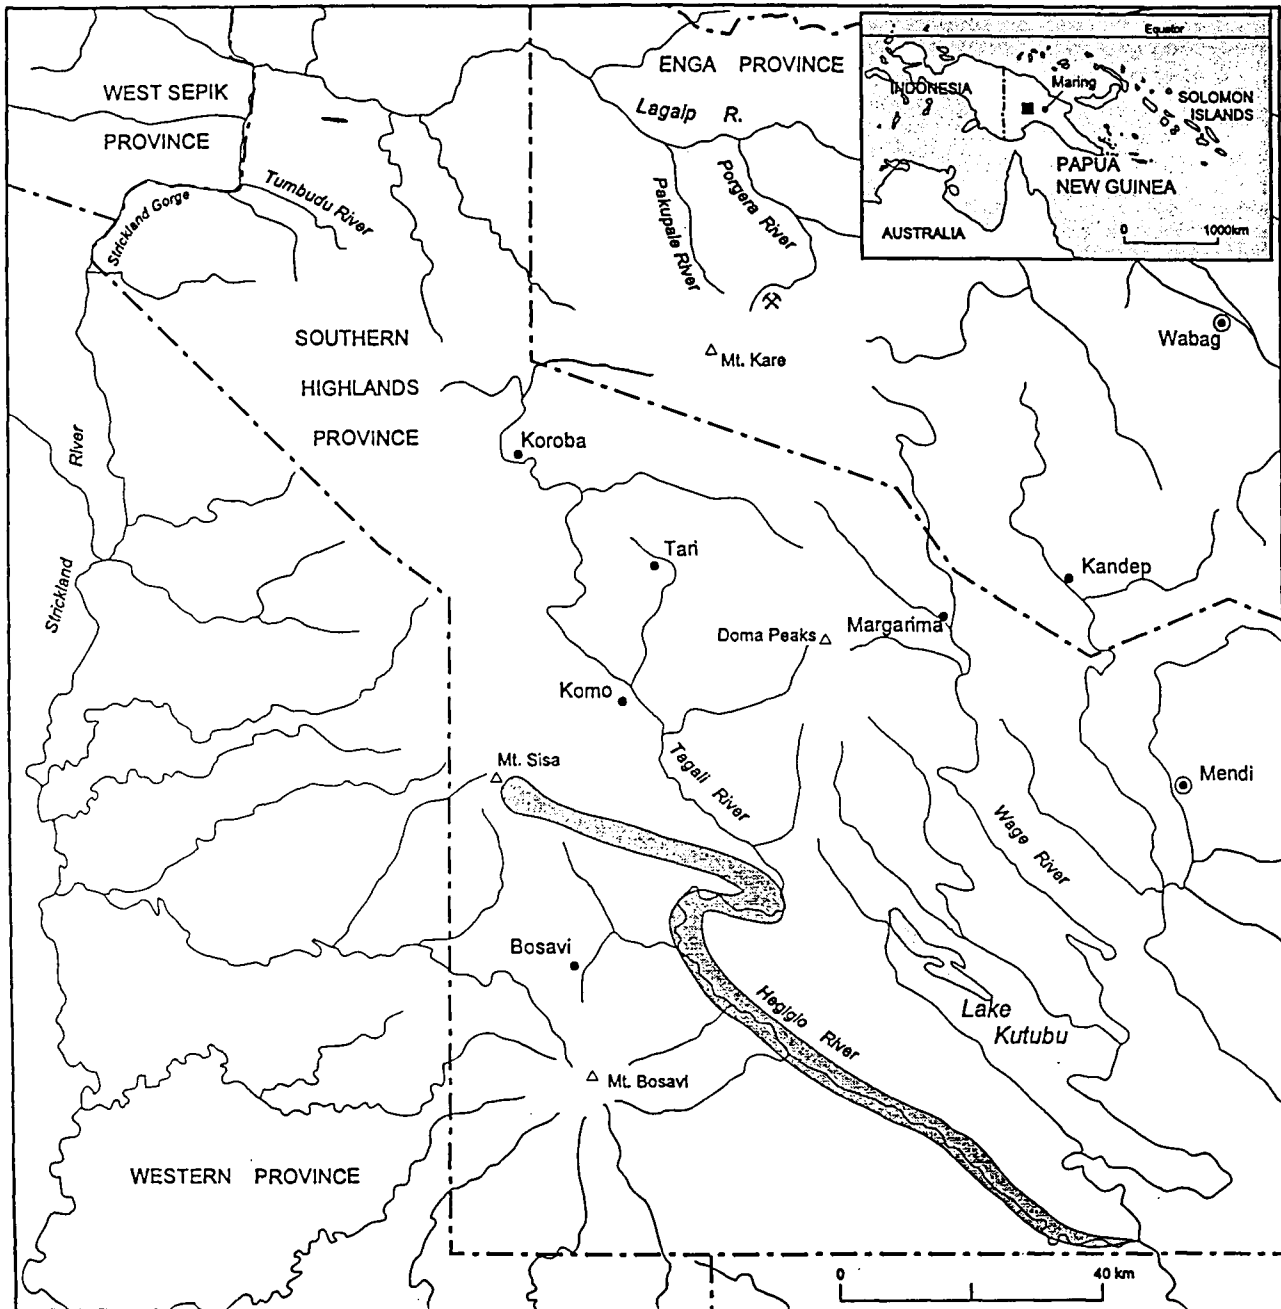 WEST SEPIK
PROVINCE
ENGA PROVINCE
Lagaip R.
Equator
INDONESIA
Maring
SOLOMON
ISLANDS
PAPUA
NEW GUINEA
AUSTRALIA
0 1000km
Strickland Gorge
Tumbudu River
Pakupale River
Porgera River
Wabag
Mt. Kare
SOUTHERN
HIGHLANDS
PROVINCE
Koroba
Strickland River
Tari
Kandep
Margarima
Doma Peaks
Komo
Mt. Sisa
Tagali River
Mendi
Wage River
Bosavi
Hegigio River
Lake
Kutubu
Mt. Bosavi
WESTERN PROVINCE
0 40 km